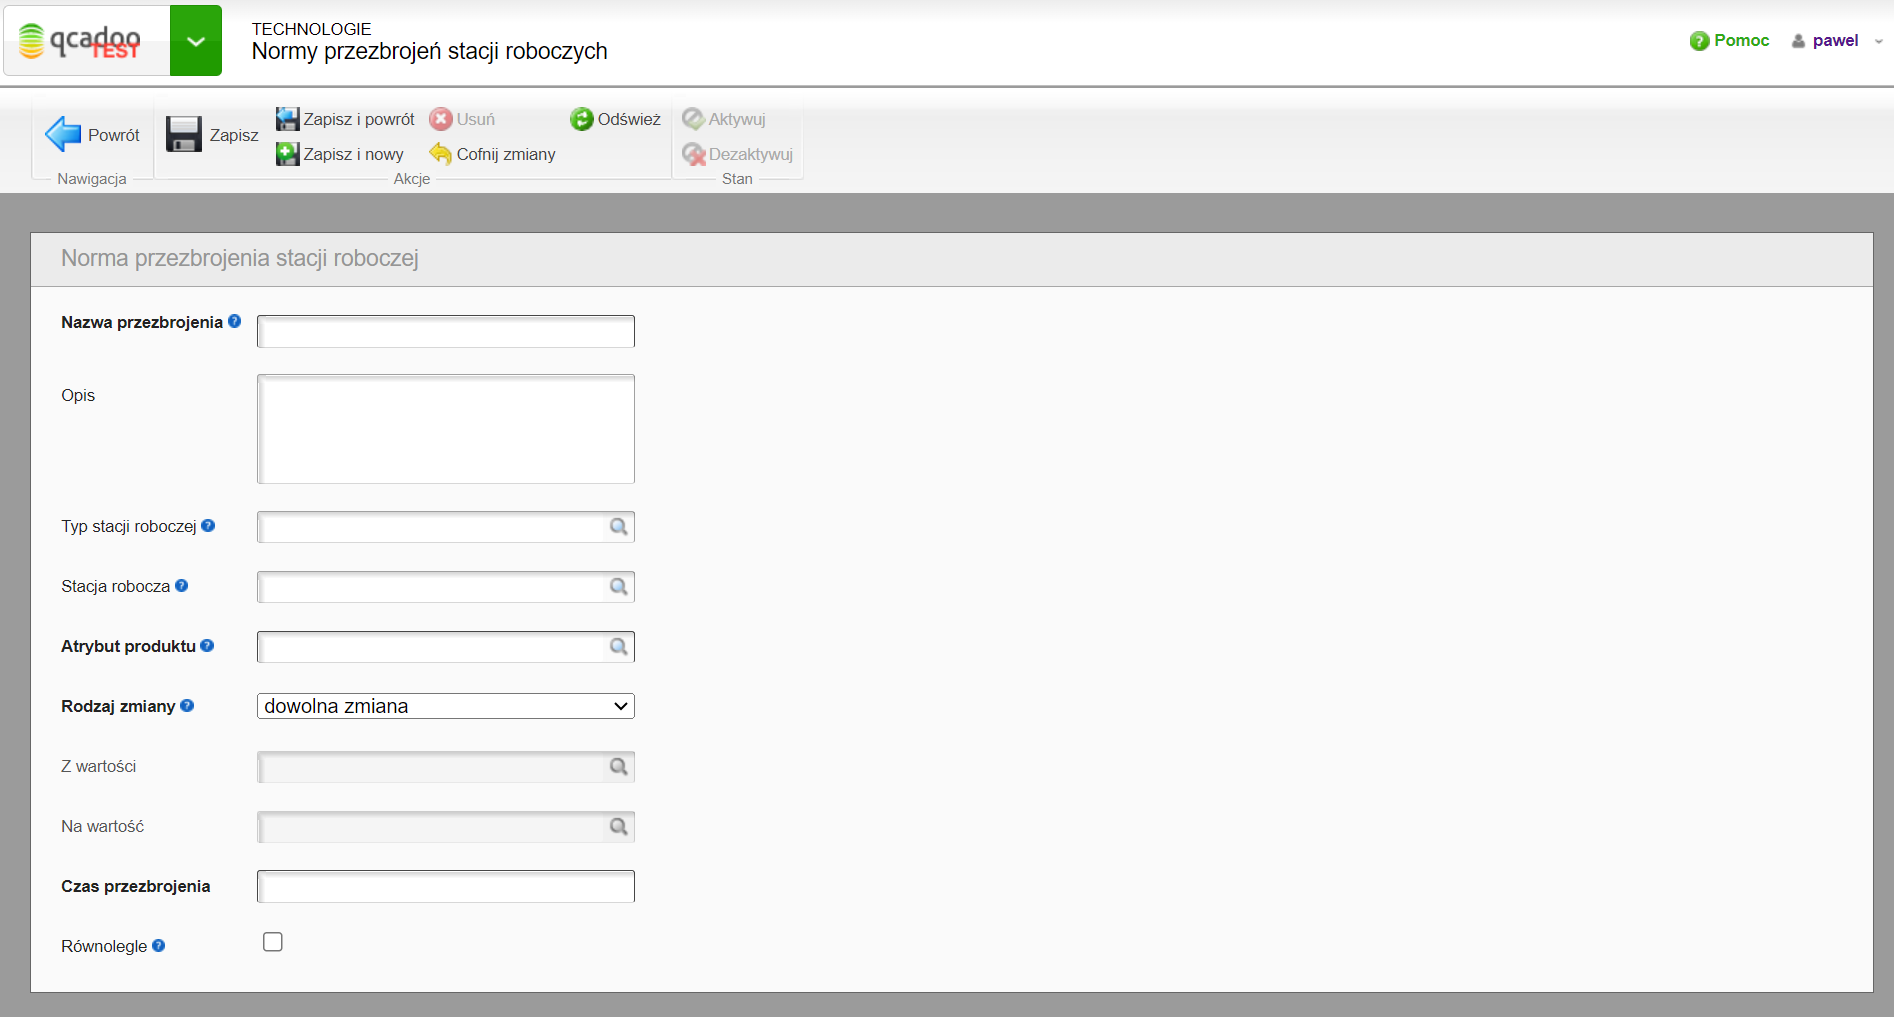 qcadoo
TEST
TECHNOLOGIE
Normy przezbrojeń stacji roboczych
Pomoc
pawel
Powrót
Nawigacja
Zapisz
Zapisz i powrót
Zapisz i nowy
Usuń
Cofnij zmiany
Odśwież
Akcje
Aktywuj
Dezaktywuj
Stan
Norma przezbrojenia stacji roboczej
Nazwa przezbrojenia
Opis
Typ stacji roboczej
Stacja robocza
Atrybut produktu
Rodzaj zmiany
dowolna zmiana
Z wartości
Na wartość
Czas przezbrojenia
Równolegle